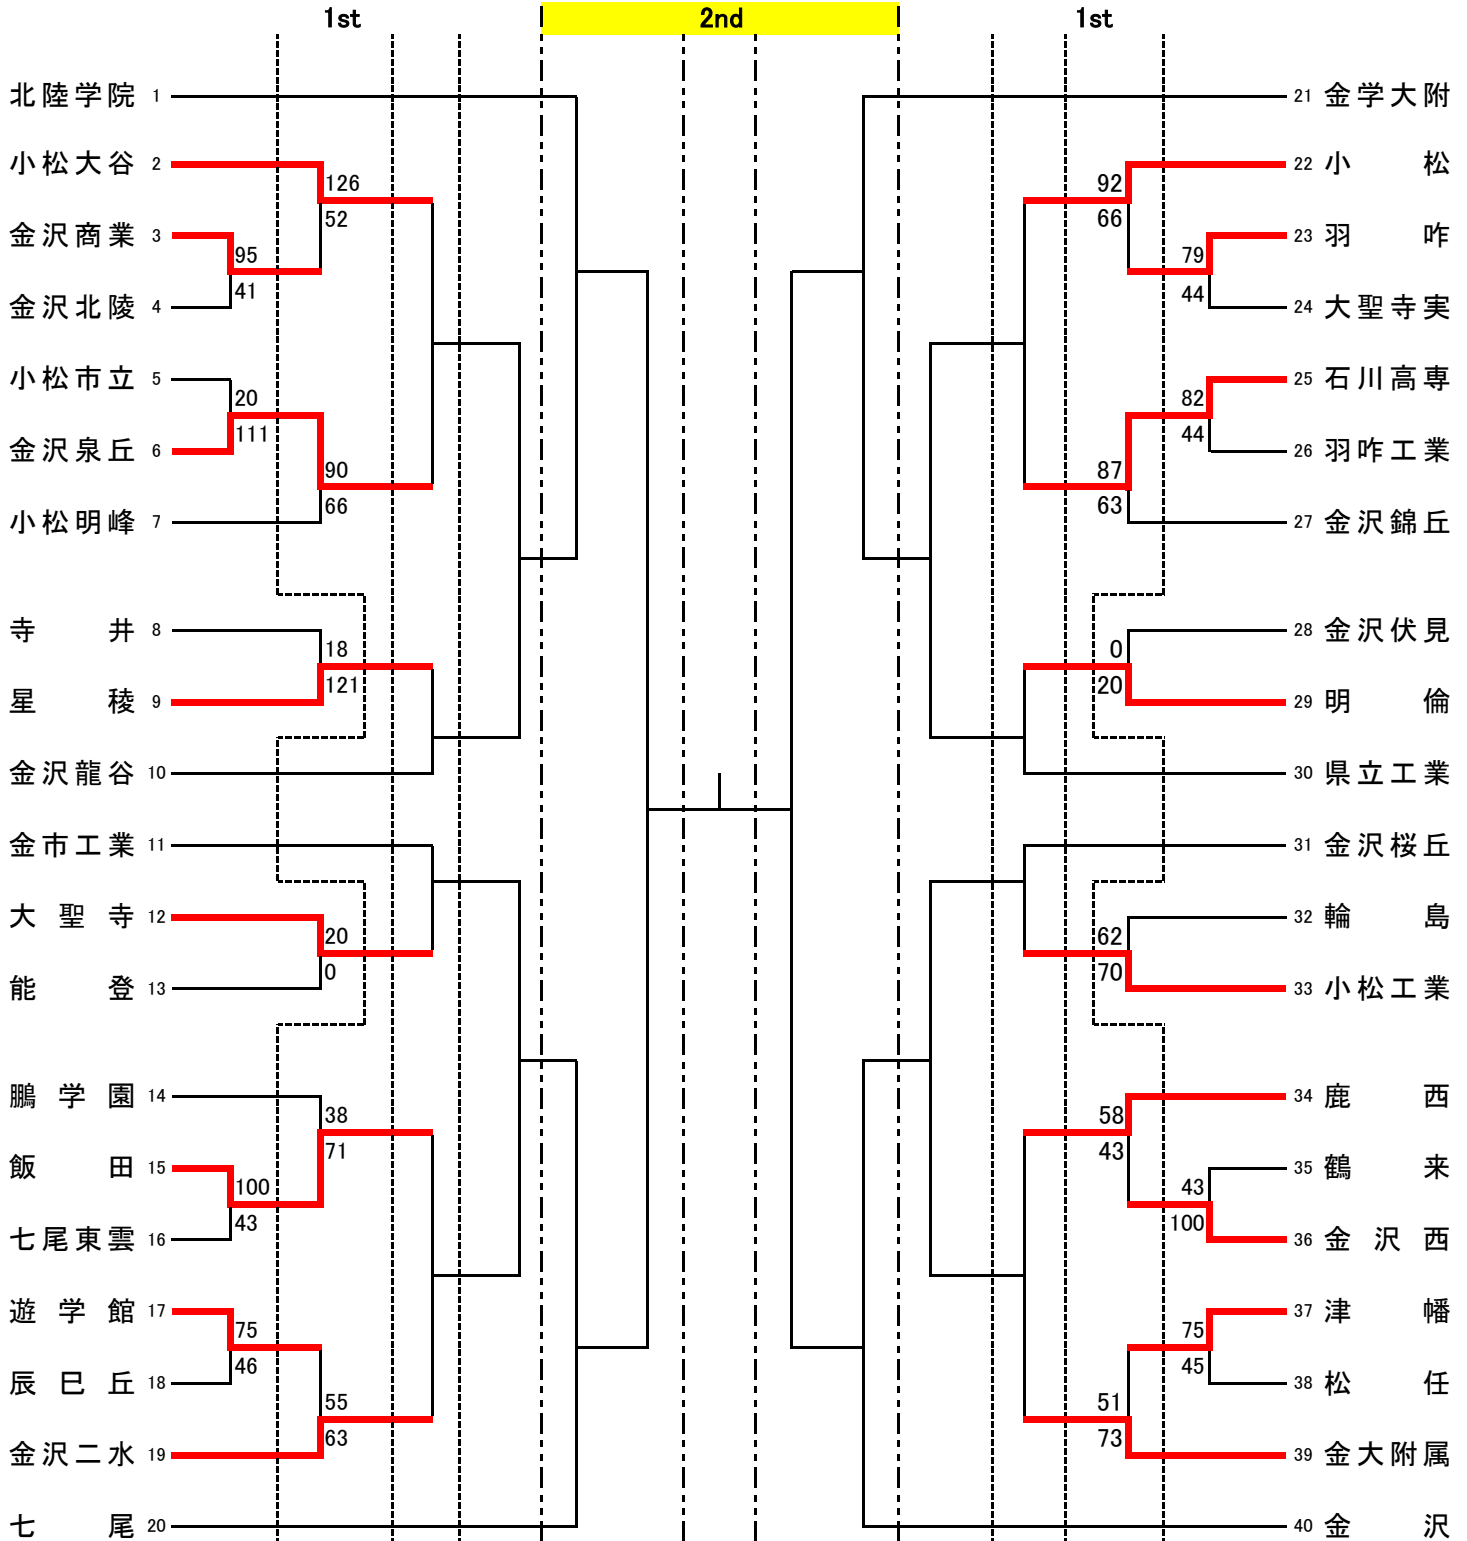 1st 2nd 1st
北陸学院 1
小松大谷 2
126
52
金沢商業 3
95
41
金沢北陵 4
小松市立 5
20
111
金沢泉丘 6
90
66
小松明峰 7
寺井 8
18
121
星稜 9
金沢龍谷 10
金市工業 11
大聖寺 12
20
0
能登 13
鵬学園 14
38
71
飯田 15
100
43
七尾東雲 16
遊学館 17
75
46
辰巳丘 18
55
63
金沢二水 19
七尾 20
21 金学大附
22 小松
92
66
23 羽咋
79
44
24 大聖寺実
25 石川高専
82
44
26 羽咋工業
87
63
27 金沢錦丘
28 金沢伏見
0
20
29 明倫
30 県立工業
31 金沢桜丘
32 輪島
62
70
33 小松工業
34 鹿西
58
43
35 鶴来
43
100
36 金沢西
37 津幡
75
45
38 松任
51
73
39 金大附属
40 金沢